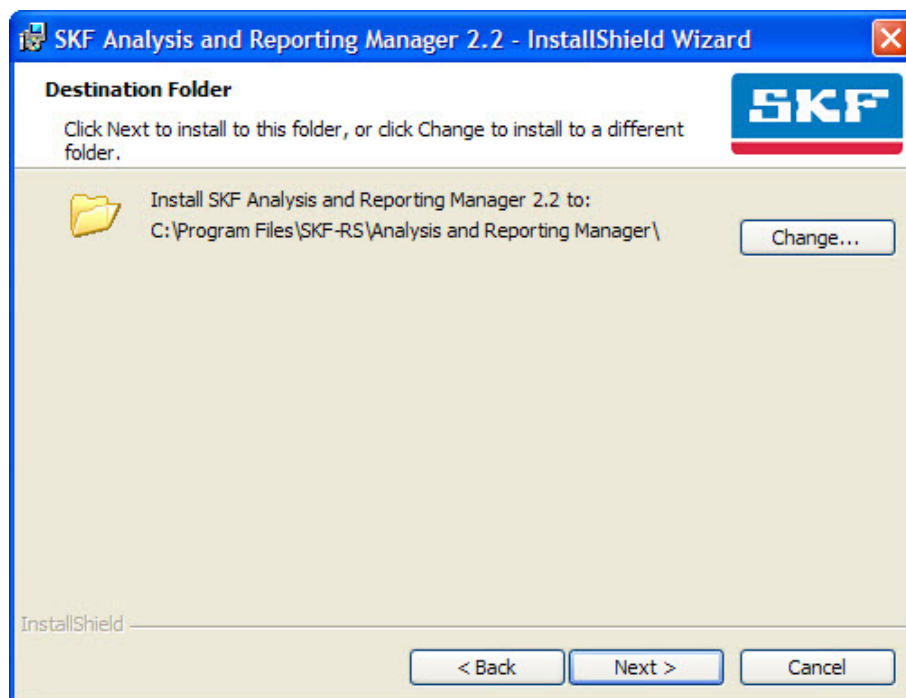 SKF Analysis and Reporting Manager 2.2 - InstallShield Wizard
Destination Folder
SKF
Click Next to install to this folder, or click Change to install to a different
folder.
Install SKF Analysis and Reporting Manager 2.2 to:
C:\Program Files\SKF-RS\Analysis and Reporting Manager\
Change...
InstallShield
< Back
Next >
Cancel